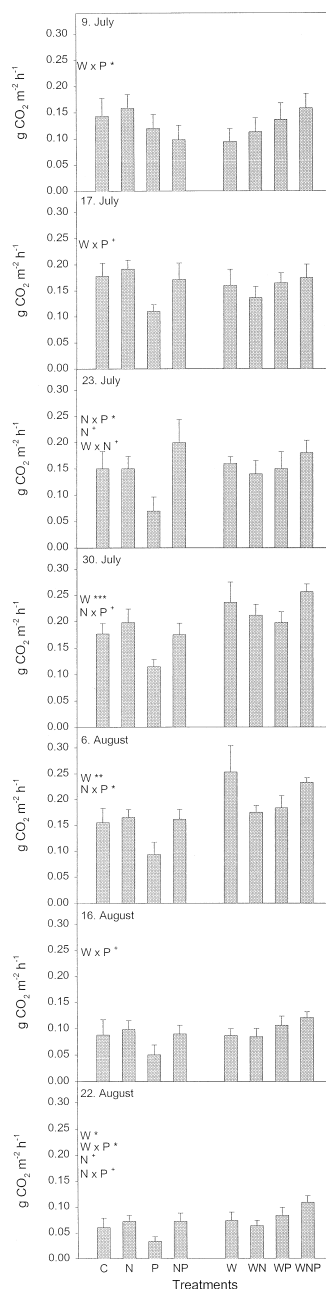 9. July
W x P *
0.30
0.25
0.20
0.15
0.10
0.05
0.00
g CO2 m-2 h-1
17. July
W x P +
0.30
0.25
0.20
0.15
0.10
0.05
0.00
g CO2 m-2 h-1
23. July
N x P *
N +
W x N +
0.30
0.25
0.20
0.15
0.10
0.05
0.00
g CO2 m-2 h-1
30. July
W ***
N x P +
0.30
0.25
0.20
0.15
0.10
0.05
0.00
g CO2 m-2 h-1
6. August
W **
N x P *
0.30
0.25
0.20
0.15
0.10
0.05
0.00
g CO2 m-2 h-1
16. August
W x P +
0.30
0.25
0.20
0.15
0.10
0.05
0.00
g CO2 m-2 h-1
22. August
W *
W x P *
N +
N x P +
0.30
0.25
0.20
0.15
0.10
0.05
0.00
g CO2 m-2 h-1
C N P NP W WN WP WNP
Treatments